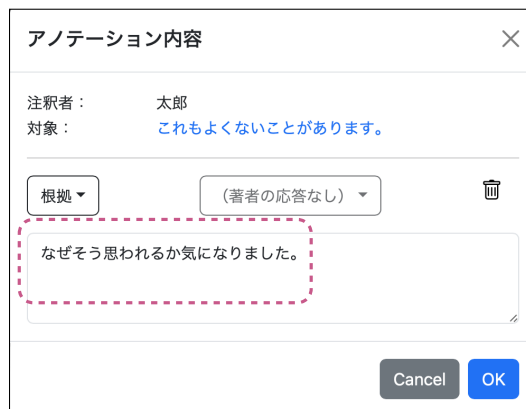 アノテーション内容
注釈者： 太郎
対象： これもよくないことがあります。
根拠 （著者の応答なし）
なぜそう思われるか気になりました。
Cancel OK